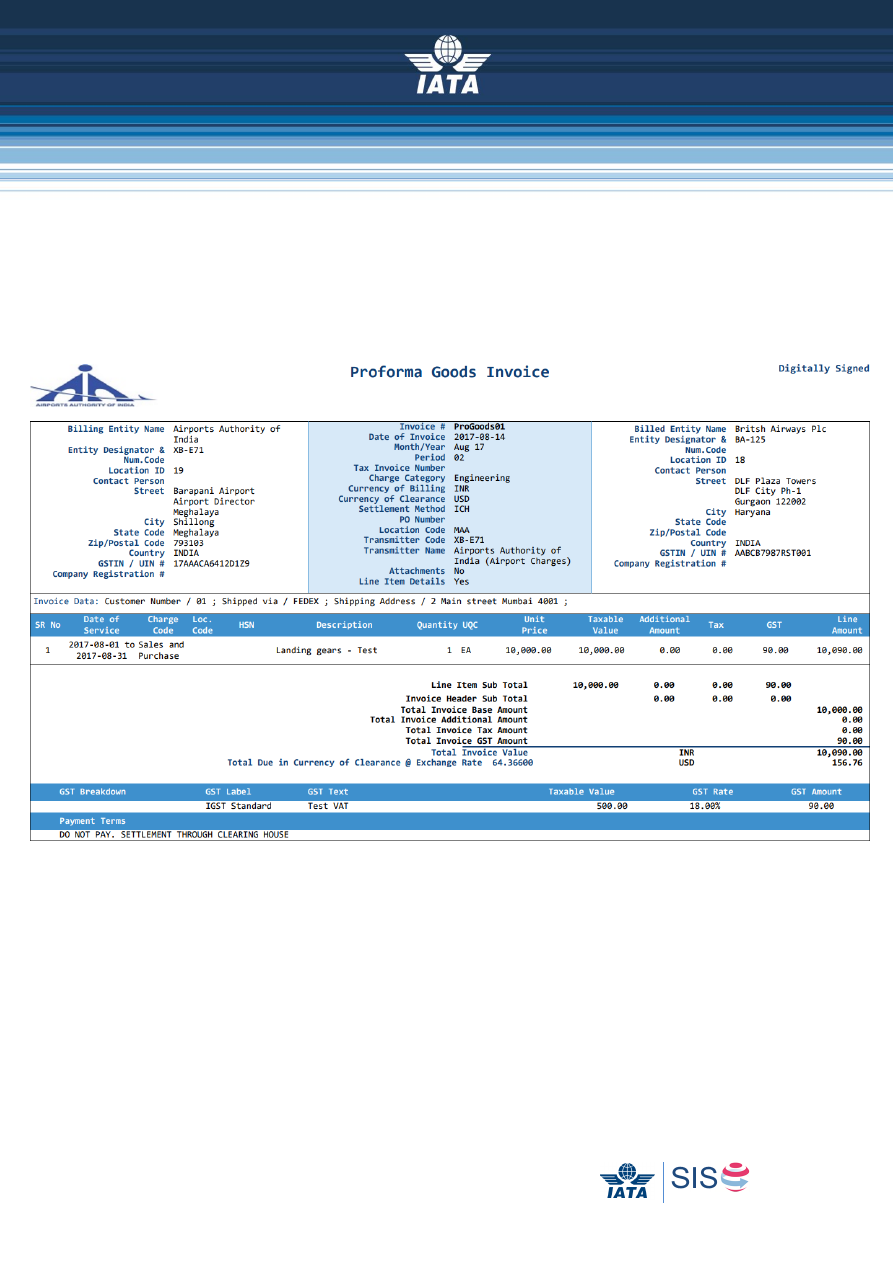 IATA
AIRPORTS AUTHORITY OF INDIA
Proforma Goods Invoice
Digitally Signed
Billing Entity Name Airports Authority of
India
Entity Designator & XB-E71
Num.Code
Location ID 19
Contact Person
Street Barapani Airport
Airport Director
Meghalaya
City Shillong
State Code Meghalaya
Zip/Postal Code 793103
Country INDIA
GSTIN / UIN # 17AAACA6412D1Z9
Company Registration #
Invoice # ProGoods01
Date of Invoice 2017-08-14
Month/Year Aug 17
Period 02
Tax Invoice Number
Charge Category Engineering
Currency of Billing INR
Currency of Clearance USD
Settlement Method ICH
PO Number
Location Code MAA
Transmitter Code XB-E71
Transmitter Name Airports Authority of
India (Airport Charges)
Attachments No
Line Item Details Yes
Billed Entity Name Britsh Airways Plc
Entity Designator & BA-125
Num.Code
Location ID 18
Contact Person
Street DLF Plaza Towers
DLF City Ph-1
Gurgaon 122002
City Haryana
State Code
Zip/Postal Code
Country INDIA
GSTIN / UIN # AABCB7987RST001
Company Registration #
Invoice Data: Customer Number / 01 ; Shipped via / FEDEX ; Shipping Address / 2 Main street Mumbai 4001 ;
SR No Date of Service Charge Code Loc. Code HSN Description Quantity UQC Unit Price Taxable Value Additional Amount Tax GST Line Amount
1 2017-08-01 to 2017-08-31 Sales and Purchase Landing gears - Test 1 EA 10,000.00 10,000.00 0.00 0.00 90.00 10,090.00
Line Item Sub Total 10,000.00 0.00 0.00 90.00
Invoice Header Sub Total 0.00 0.00 0.00
Total Invoice Base Amount 10,000.00
Total Invoice Additional Amount 0.00
Total Invoice Tax Amount 0.00
Total Invoice GST Amount 90.00
Total Invoice Value INR 10,090.00
Total Due in Currency of Clearance @ Exchange Rate 64.36600 USD 156.76
GST Breakdown GST Label GST Text Taxable Value GST Rate GST Amount
IGST Standard Test VAT 500.00 18.00% 90.00
Payment Terms
DO NOT PAY. SETTLEMENT THROUGH CLEARING HOUSE
IATA SIS